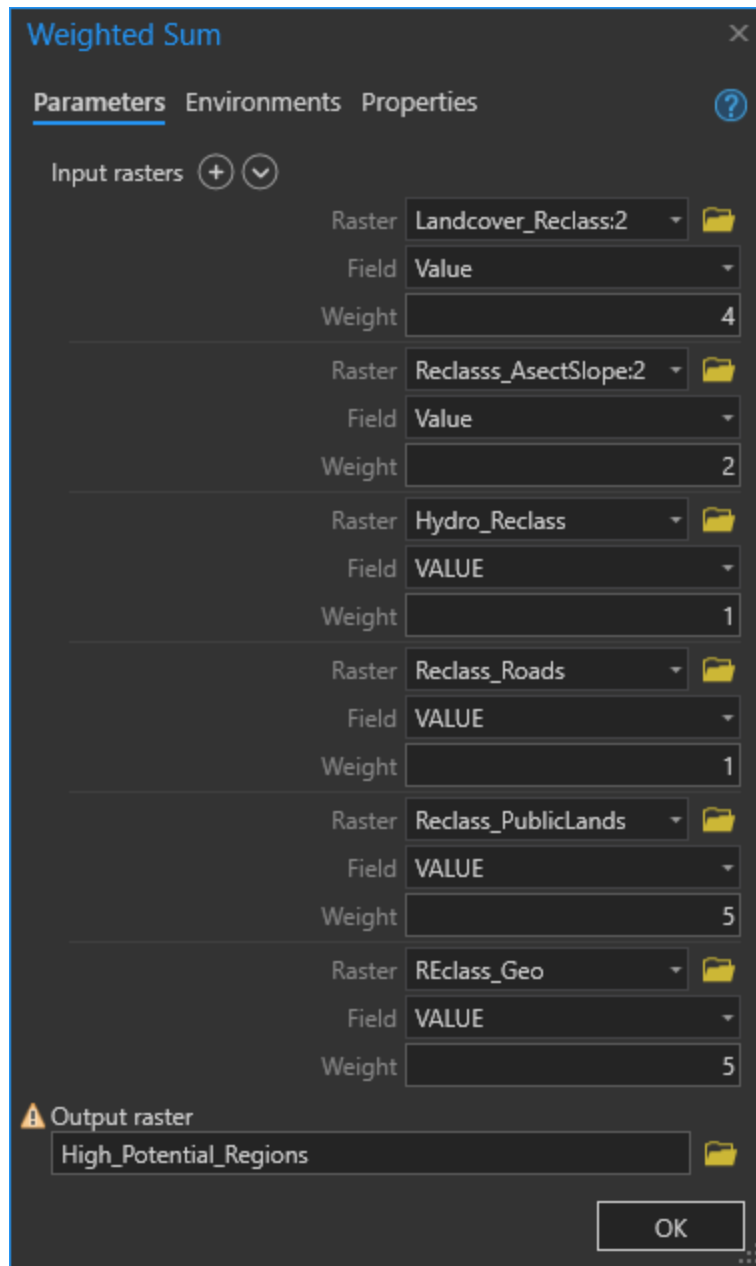 Weighted Sum
Parameters Environments Properties
Input rasters
Raster Landcover_Reclass:2
Field Value
Weight 4
Raster Reclasss_AsectSlope:2
Field Value
Weight 2
Raster Hydro_Reclass
Field VALUE
Weight 1
Raster Reclass_Roads
Field VALUE
Weight 1
Raster Reclass_PublicLands
Field VALUE
Weight 5
Raster REclass_Geo
Field VALUE
Weight 5
Output raster
High_Potential_Regions
OK